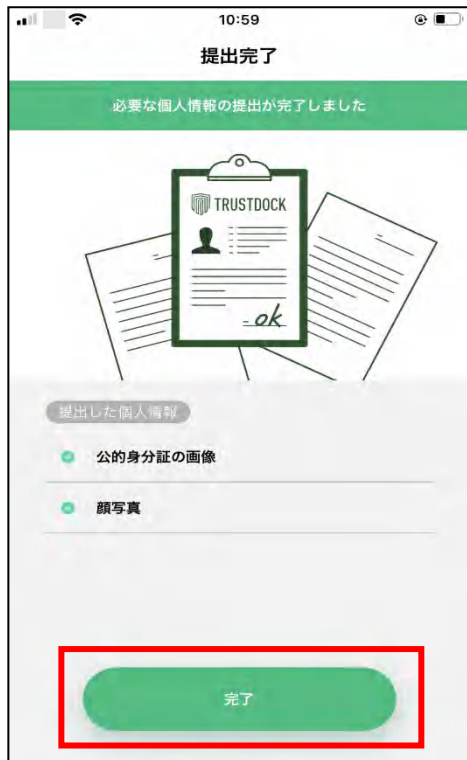 10:59
提出完了
必要な個人情報の提出が完了しました
TRUSTDOCK
ok
提出した個人情報
公的身分証の画像
顔写真
完了